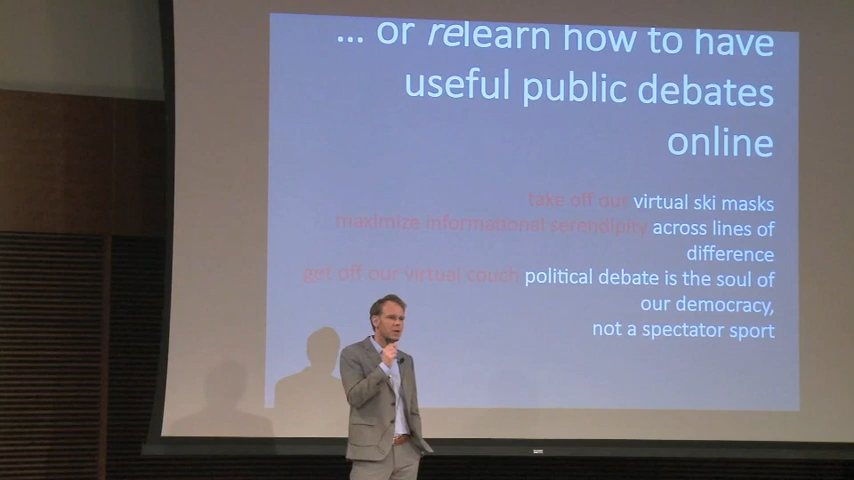 ... or relearn how to have
useful public debates
online
take off our virtual ski masks
maximize informational serendipity across lines of
difference
get off our virtual couch political debate is the soul of
our democracy,
not a spectator sport